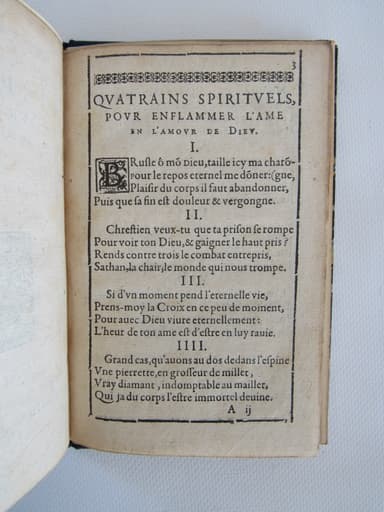 3
QVATRAINS SPIRITVELS,
POVR ENFLAMMER L'AME
EN L'AMOVR DE DIEV.
I.
BRusle ô mõ Dieu, taille icy ma charõ-
Pour le repos eternel me dõner: (gne,
Plaisir du corps il faut abandonner,
Puis que sa fin est douleur & vergongne.
II.
Chrestien veux-tu que ta prison se rompe
Pour voir ton Dieu, & gaigner le haut pris?
Rends contre trois le combat entrepris,
Sathan, la chair, le monde qui nous trompe.
III.
Si d'vn moment pend l'eternelle vie,
Prens-moy la Croix en ce peu de moment,
Pour auec Dieu viure eternellement:
L'heur de ton ame est d'estre en luy rauie.
IIII.
Grand cas, qu'auons au dos dedans l'espine
Vne pierrette, en grosseur de millet,
Vray diamant, indomptable au maillet,
Qui ja du corps l'estre immortel deuine.
A ij